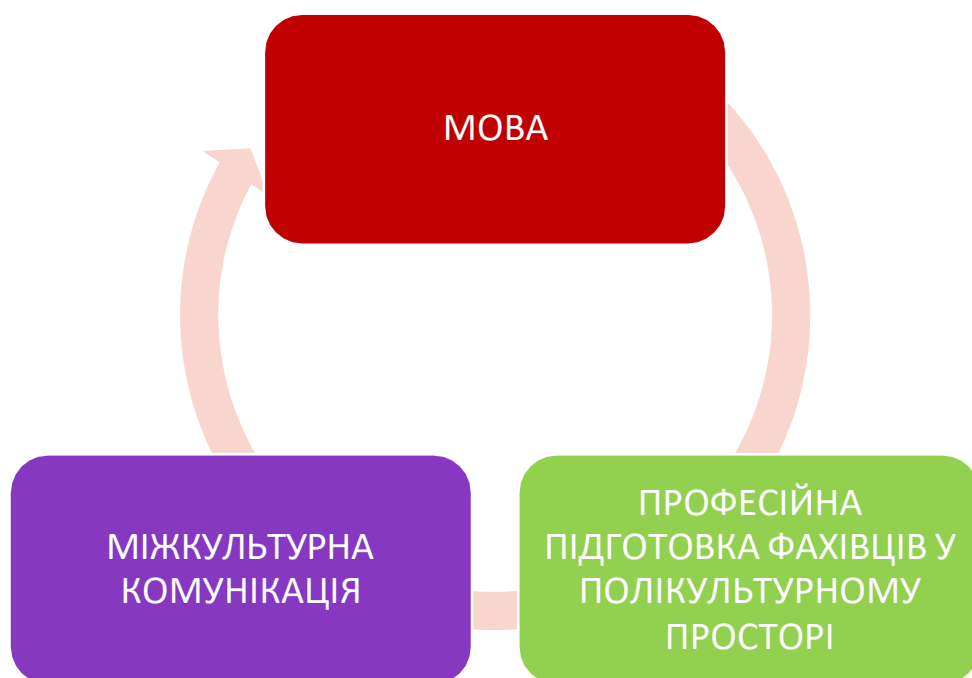 МОВА
МІЖКУЛЬТУРНА
КОМУНІКАЦІЯ
ПРОФЕСІЙНА
ПІДГОТОВКА ФАХІВЦІВ У
ПОЛІКУЛЬТУРНОМУ
ПРОСТОРІ